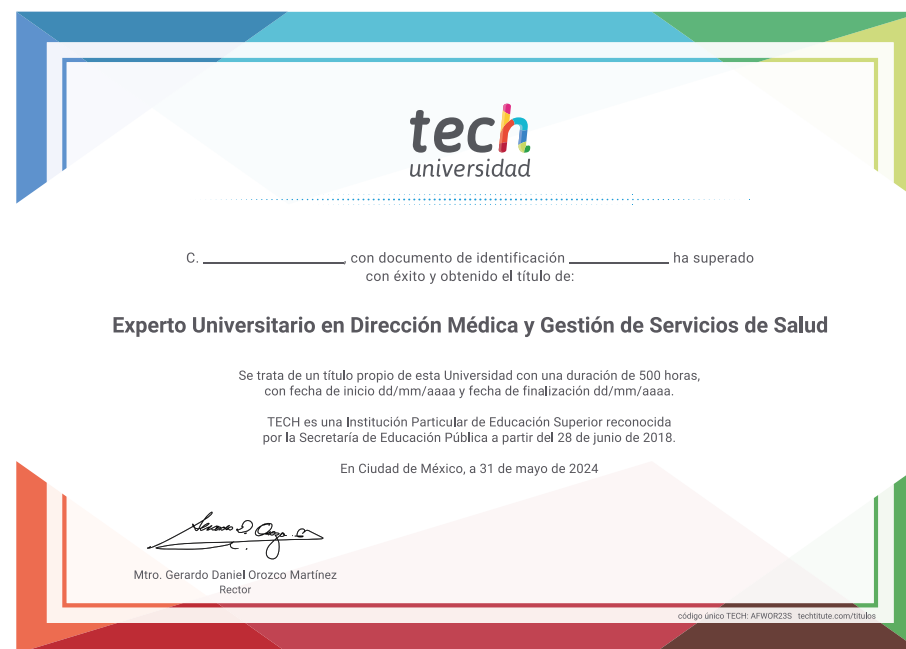 tech
universidad
C. ____________, con documento de identificación ____________ ha superado
con éxito y obtenido el título de:
Experto Universitario en Dirección Médica y Gestión de Servicios de Salud
Se trata de un título propio de esta Universidad con una duración de 500 horas,
con fecha de inicio dd/mm/aaaa y fecha de finalización dd/mm/aaaa.
TECH es una Institución Particular de Educación Superior reconocida
por la Secretaría de Educación Pública a partir del 28 de junio de 2018.
En Ciudad de México, a 31 de mayo de 2024
Mtro. Gerardo Daniel Orozco Martínez
Rector
código único TECH: AFWOR23S techtitute.com/titulos